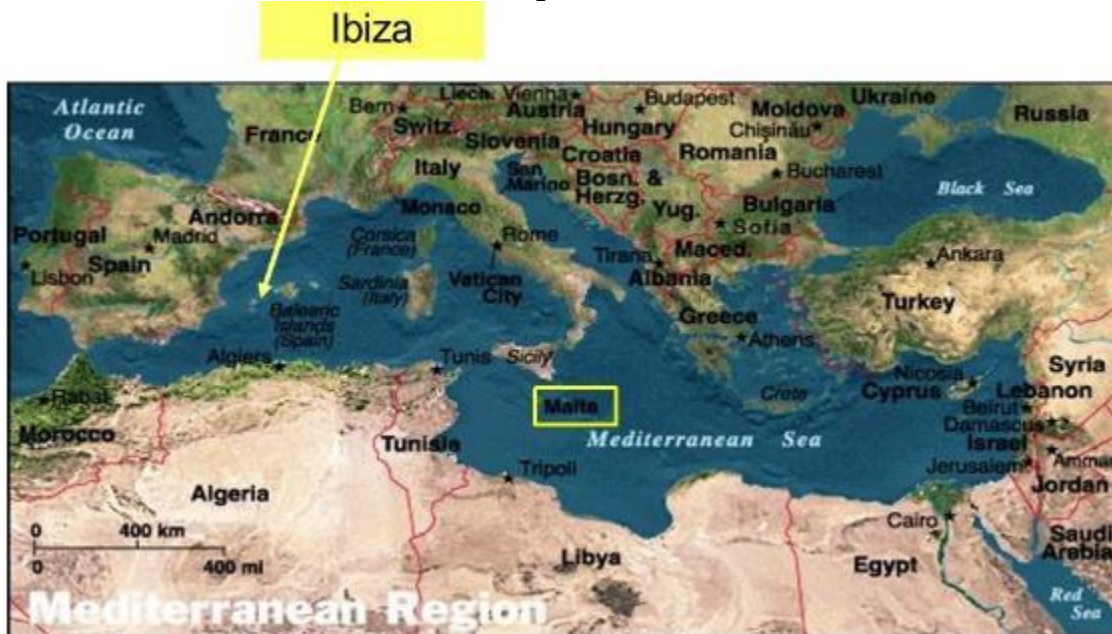 Ibiza
Atlantic
Ocean
Bern
Liech.
Vienna
Austria
Budapest
Moldova
Ukraine
Russia
France
Switz.
Slovenia
Hungary
Chişinău
Italy
San
Marino
Croatia
Bosn. &
Herzg.
Romania
Bucharest
Black Sea
Andorra
Monaco
Yug.
Bulgaria
Portugal
Madrid
Corsica
(France)
Rome
Sofia
Lisbon
Spain
Sardinia
(Italy)
Vatican
City
Tirana
Maced.
Albania
Ankara
Turkey
Balearic
Islands
(Spain)
Greece
Athens
Algiers
Tunis
Sicily
Nicosia
Syria
Rabat
Malta
Crete
Cyprus
Lebanon
Beirut
Damascus
Morocco
Tunisia
Mediterranean Sea
Israel
Jerusalem
Amman
Jordan
Tripoli
Algeria
0 400 km
0 400 mi
Cairo
Saudi
Arabia
Libya
Egypt
Red
Sea
Mediterranean Region